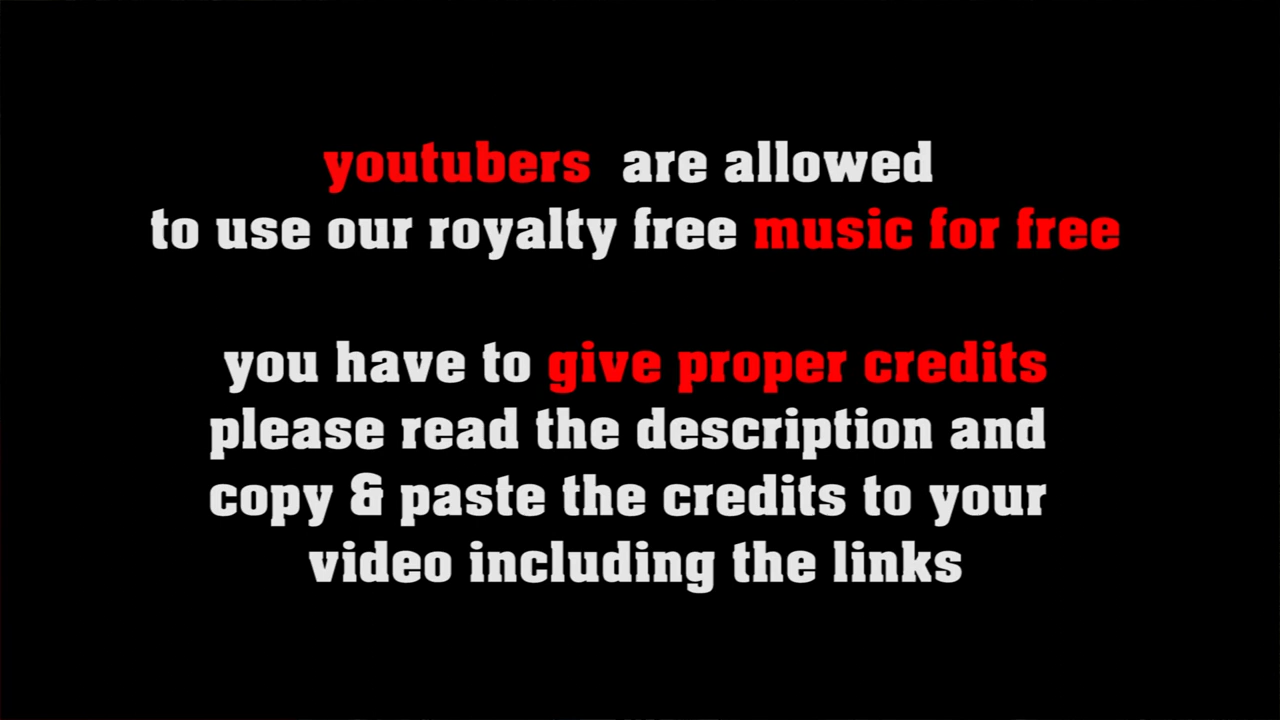 youtubers are allowed
to use our royalty free music for free
you have to give proper credits
please read the description and
copy & paste the credits to your
video including the links